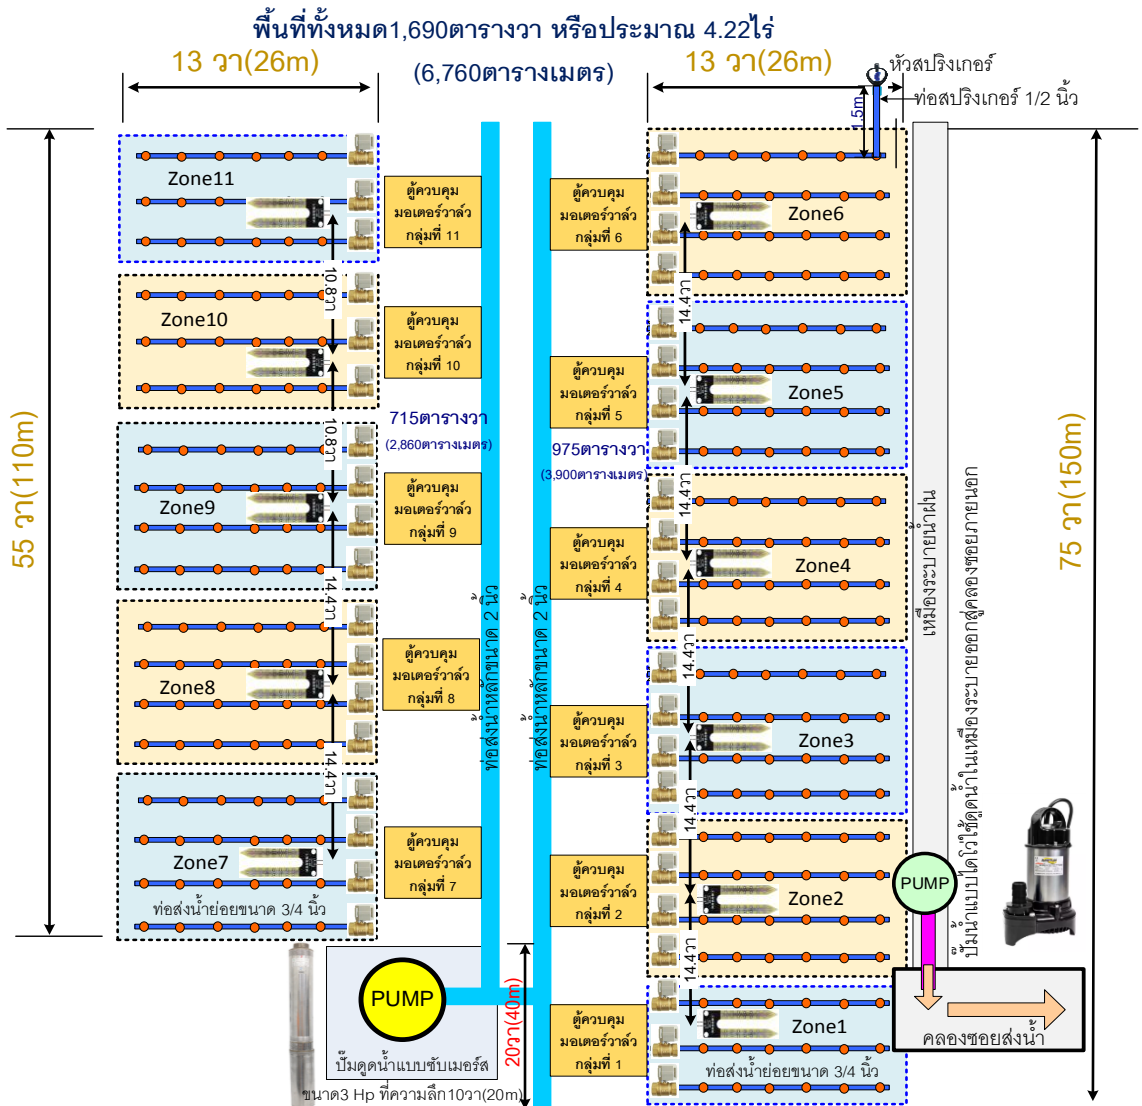 พื้นที่ทั้งหมด1,690ตารางวา หรือประมาณ 4.22ไร่
(6,760ตารางเมตร)
13 วา(26m)
13 วา(26m)
หัวสปริงเกอร์
ท่อสปริงเกอร์ 1/2 นิ้ว
1.5m
55 วา(110m)
75 วา(150m)
Zone11
ตู้ควบคุม
มอเตอร์วาล์ว
กลุ่มที่ 11
10.8วา
Zone10
ตู้ควบคุม
มอเตอร์วาล์ว
กลุ่มที่ 10
10.8วา
715ตารางวา
(2,860ตารางเมตร)
Zone9
ตู้ควบคุม
มอเตอร์วาล์ว
กลุ่มที่ 9
14.4วา
Zone8
ตู้ควบคุม
มอเตอร์วาล์ว
กลุ่มที่ 8
14.4วา
Zone7
ตู้ควบคุม
มอเตอร์วาล์ว
กลุ่มที่ 7
ท่อส่งน้ำย่อยขนาด 3/4 นิ้ว
ท่อส่งน้ำหลักขนาด 2 นิ้ว
ท่อส่งน้ำหลักขนาด 2 นิ้ว
ตู้ควบคุม
มอเตอร์วาล์ว
กลุ่มที่ 6
Zone6
14.4วา
ตู้ควบคุม
มอเตอร์วาล์ว
กลุ่มที่ 5
Zone5
975ตารางวา
(3,900ตารางเมตร)
14.4วา
ตู้ควบคุม
มอเตอร์วาล์ว
กลุ่มที่ 4
Zone4
14.4วา
ตู้ควบคุม
มอเตอร์วาล์ว
กลุ่มที่ 3
Zone3
14.4วา
ตู้ควบคุม
มอเตอร์วาล์ว
กลุ่มที่ 2
Zone2
14.4วา
ตู้ควบคุม
มอเตอร์วาล์ว
กลุ่มที่ 1
Zone1
ท่อส่งน้ำย่อยขนาด 3/4 นิ้ว
เหมืองระบายน้ำฝน
ปั๊มน้ำแบบไดโว่ใช้ดูดน้ำในเหมืองระบายออกสู่คลองซอยภายนอก
PUMP
คลองซอยส่งน้ำ
PUMP
20วา(40m)
ปั๊มดูดน้ำแบบซับเมอร์ส
ขนาด3 Hp ที่ความลึก10วา(20m)